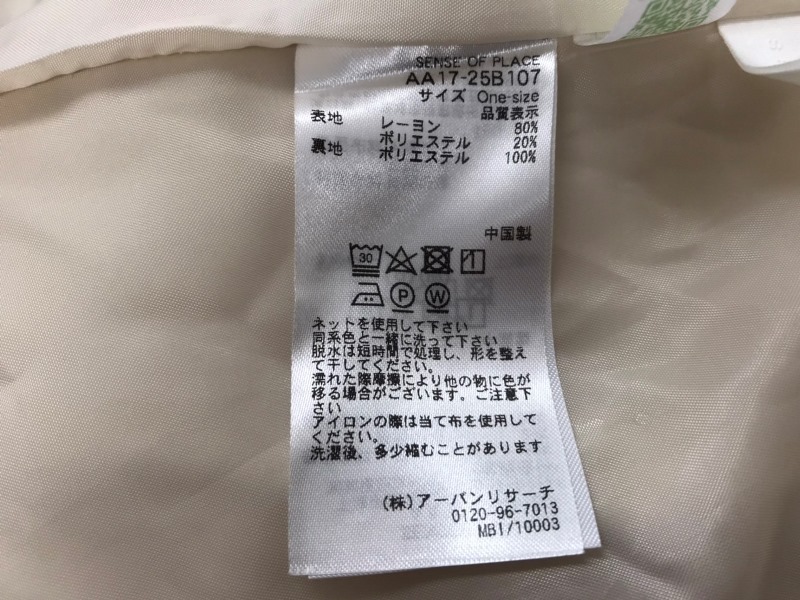 SENSE OF PLACE
AA17-25B107
サイズ One-size
品質表示
表地 レーヨン 80%
ポリエステル 20%
裏地 ポリエステル 100%
中国製
30
P W
ネットを使用して下さい
同系色と一緒に洗って下さい
脱水は短時間で処理し、形を整え
て干してください。
濡れた際摩擦により他の物に色が
移る場合がございます。ご注意下
さい
アイロンの際は当て布を使用して
ください。
洗濯後、多少縮むことがあります
(株)アーバンリサーチ
0120-96-7013
MBI/10003